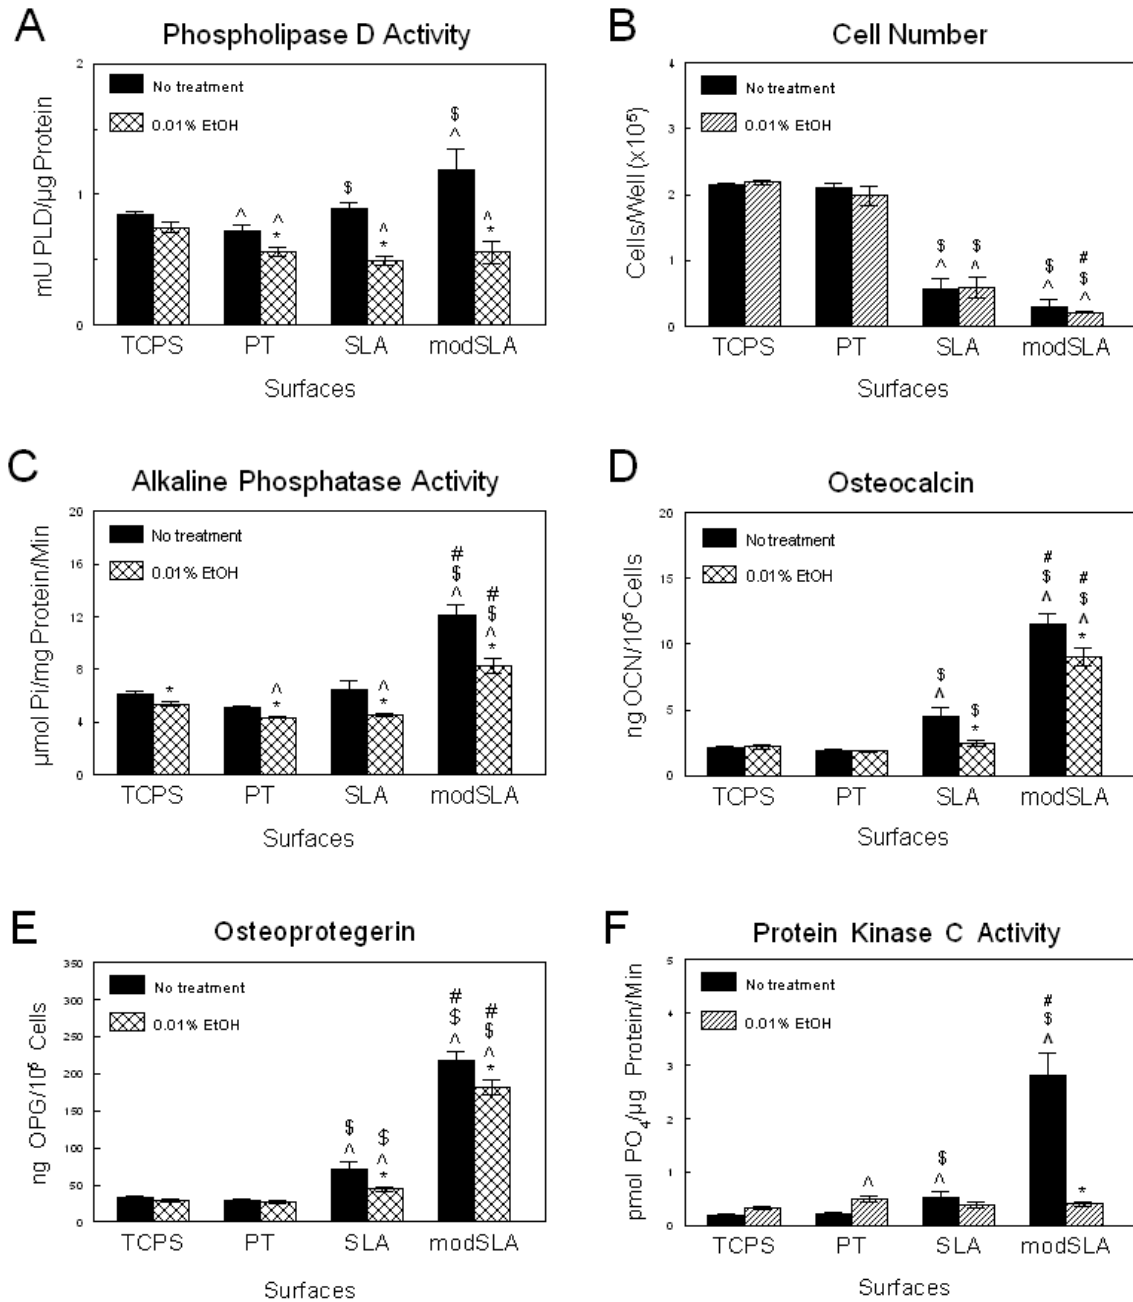 A
Phospholipase D Activity
mU PLD/µg Protein
2
1
0
No treatment
0.01% EtOH
^
^
*
$
^
*
$
^
^
*
TCPS PT SLA modSLA
Surfaces
B
Cell Number
Cells/Well (x10⁵)
4
3
2
1
0
No treatment
0.01% EtOH
$
^
$
^
$
^
#
$
^
TCPS PT SLA modSLA
Surfaces
C
Alkaline Phosphatase Activity
µmol Pi/mg Protein/Min
20
16
12
8
4
0
No treatment
0.01% EtOH
*
^
*
^
*
#
$
^
#
$
^
*
TCPS PT SLA modSLA
Surfaces
D
Osteocalcin
ng OCN/10⁵ Cells
20
15
10
5
0
No treatment
0.01% EtOH
$
^
$
*
#
$
^
#
$
^
*
TCPS PT SLA modSLA
Surfaces
E
Osteoprotegerin
ng OPG/10⁵ Cells
350
300
250
200
150
100
50
0
No treatment
0.01% EtOH
$
^
$
^
*
#
$
^
#
$
^
*
TCPS PT SLA modSLA
Surfaces
F
Protein Kinase C Activity
pmol PO₄/µg Protein/Min
5
4
3
2
1
0
No treatment
0.01% EtOH
^
$
^
#
$
^
*
TCPS PT SLA modSLA
Surfaces